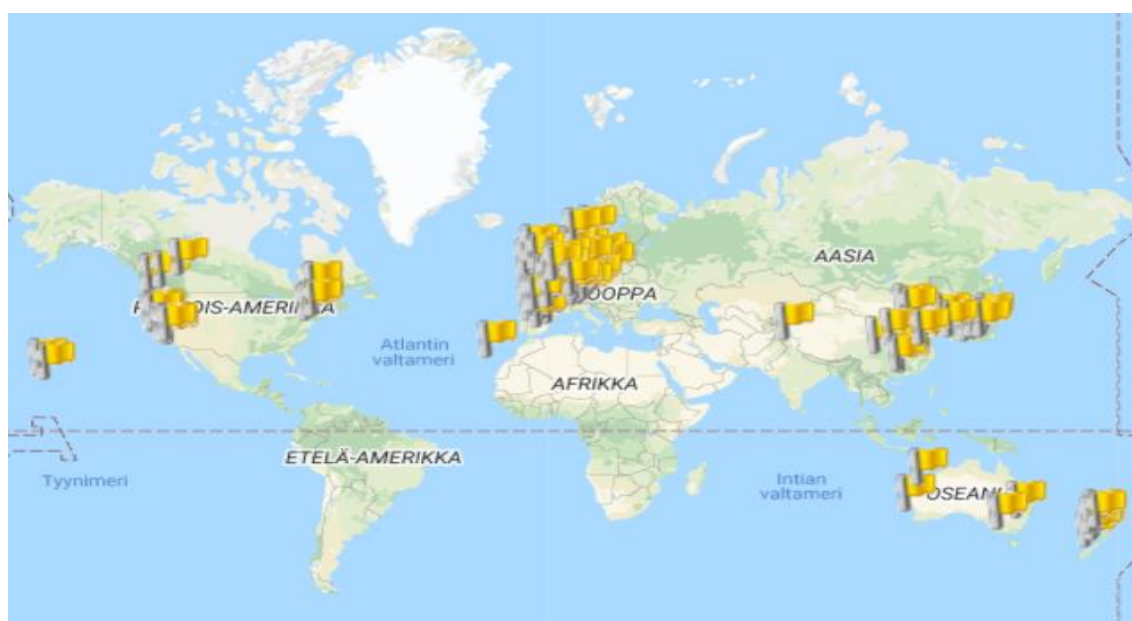 AASIA
Atlantin
valtameri
AFRIKKA
ETELÄ-AMERIKKA
Tyynimeri
Intian
valtameri